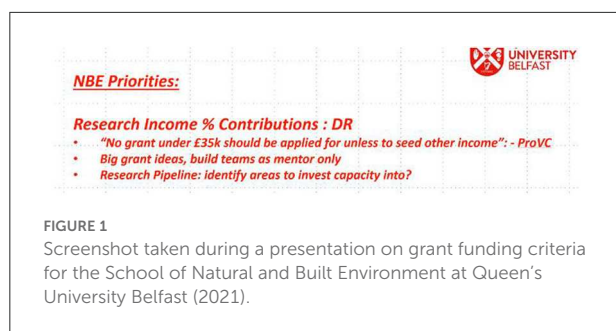 UNIVERSITY
BELFAST
NBE Priorities:
Research Income % Contributions : DR
• “No grant under £35k should be applied for unless to seed other income”: - ProVC
• Big grant ideas, build teams as mentor only
• Research Pipeline: identify areas to invest capacity into?
FIGURE 1
Screenshot taken during a presentation on grant funding criteria
for the School of Natural and Built Environment at Queen’s
University Belfast (2021).